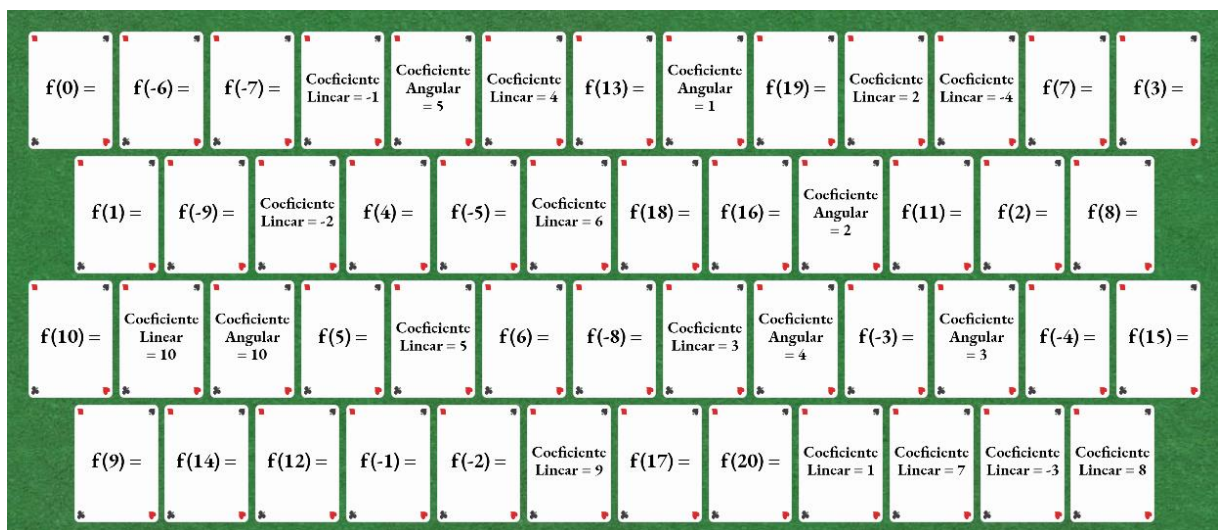 f(0) =
f(-6) =
f(-7) =
Coeficiente
Linear = -1
Coeficiente
Angular
= 5
Coeficiente
Linear = 4
f(13) =
Coeficiente
Angular
= 1
f(19) =
Coeficiente
Linear = 2
Coeficiente
Linear = -4
f(7) =
f(3) =
f(1) =
f(-9) =
Coeficiente
Linear = -2
f(4) =
f(-5) =
Coeficiente
Linear = 6
f(18) =
f(16) =
Coeficiente
Angular
= 2
f(11) =
f(2) =
f(8) =
f(10) =
Coeficiente
Linear
= 10
Coeficiente
Angular
= 10
f(5) =
Coeficiente
Linear = 5
f(6) =
f(-8) =
Coeficiente
Linear = 3
Coeficiente
Angular
= 4
f(-3) =
Coeficiente
Angular
= 3
f(-4) =
f(15) =
f(9) =
f(14) =
f(12) =
f(-1) =
f(-2) =
Coeficiente
Linear = 9
f(17) =
f(20) =
Coeficiente
Linear = 1
Coeficiente
Linear = 7
Coeficiente
Linear = -3
Coeficiente
Linear = 8